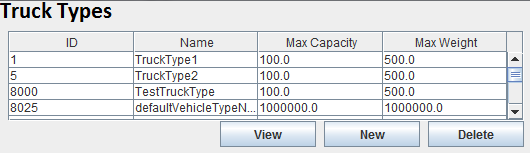 Truck Types
ID Name Max Capacity Max Weight
1 TruckType1 100.0 500.0
5 TruckType2 100.0 500.0
8000 TestTruckType 100.0 500.0
8025 defaultVehicleTypeN... 1000000.0 1000000.0
View New Delete